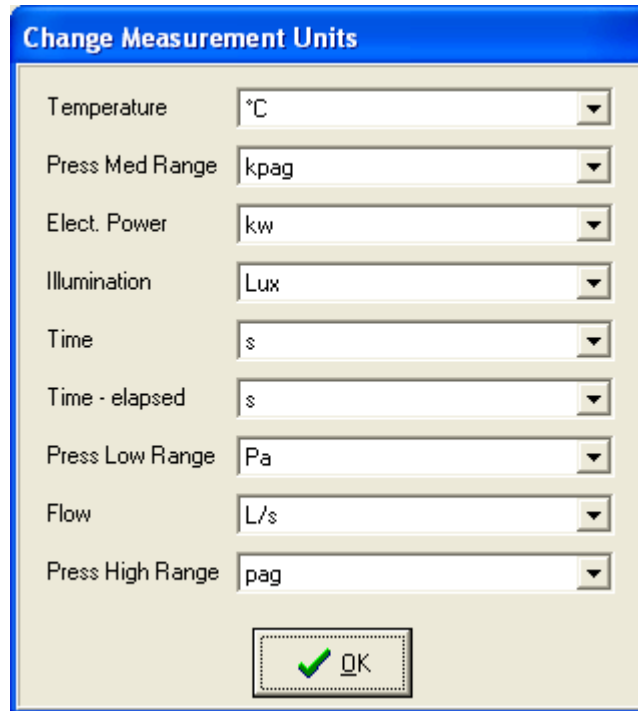 Change Measurement Units
Temperature °C
Press Med Range kpag
Elect. Power kw
Illumination Lux
Time s
Time - elapsed s
Press Low Range Pa
Flow L/s
Press High Range pag
OK